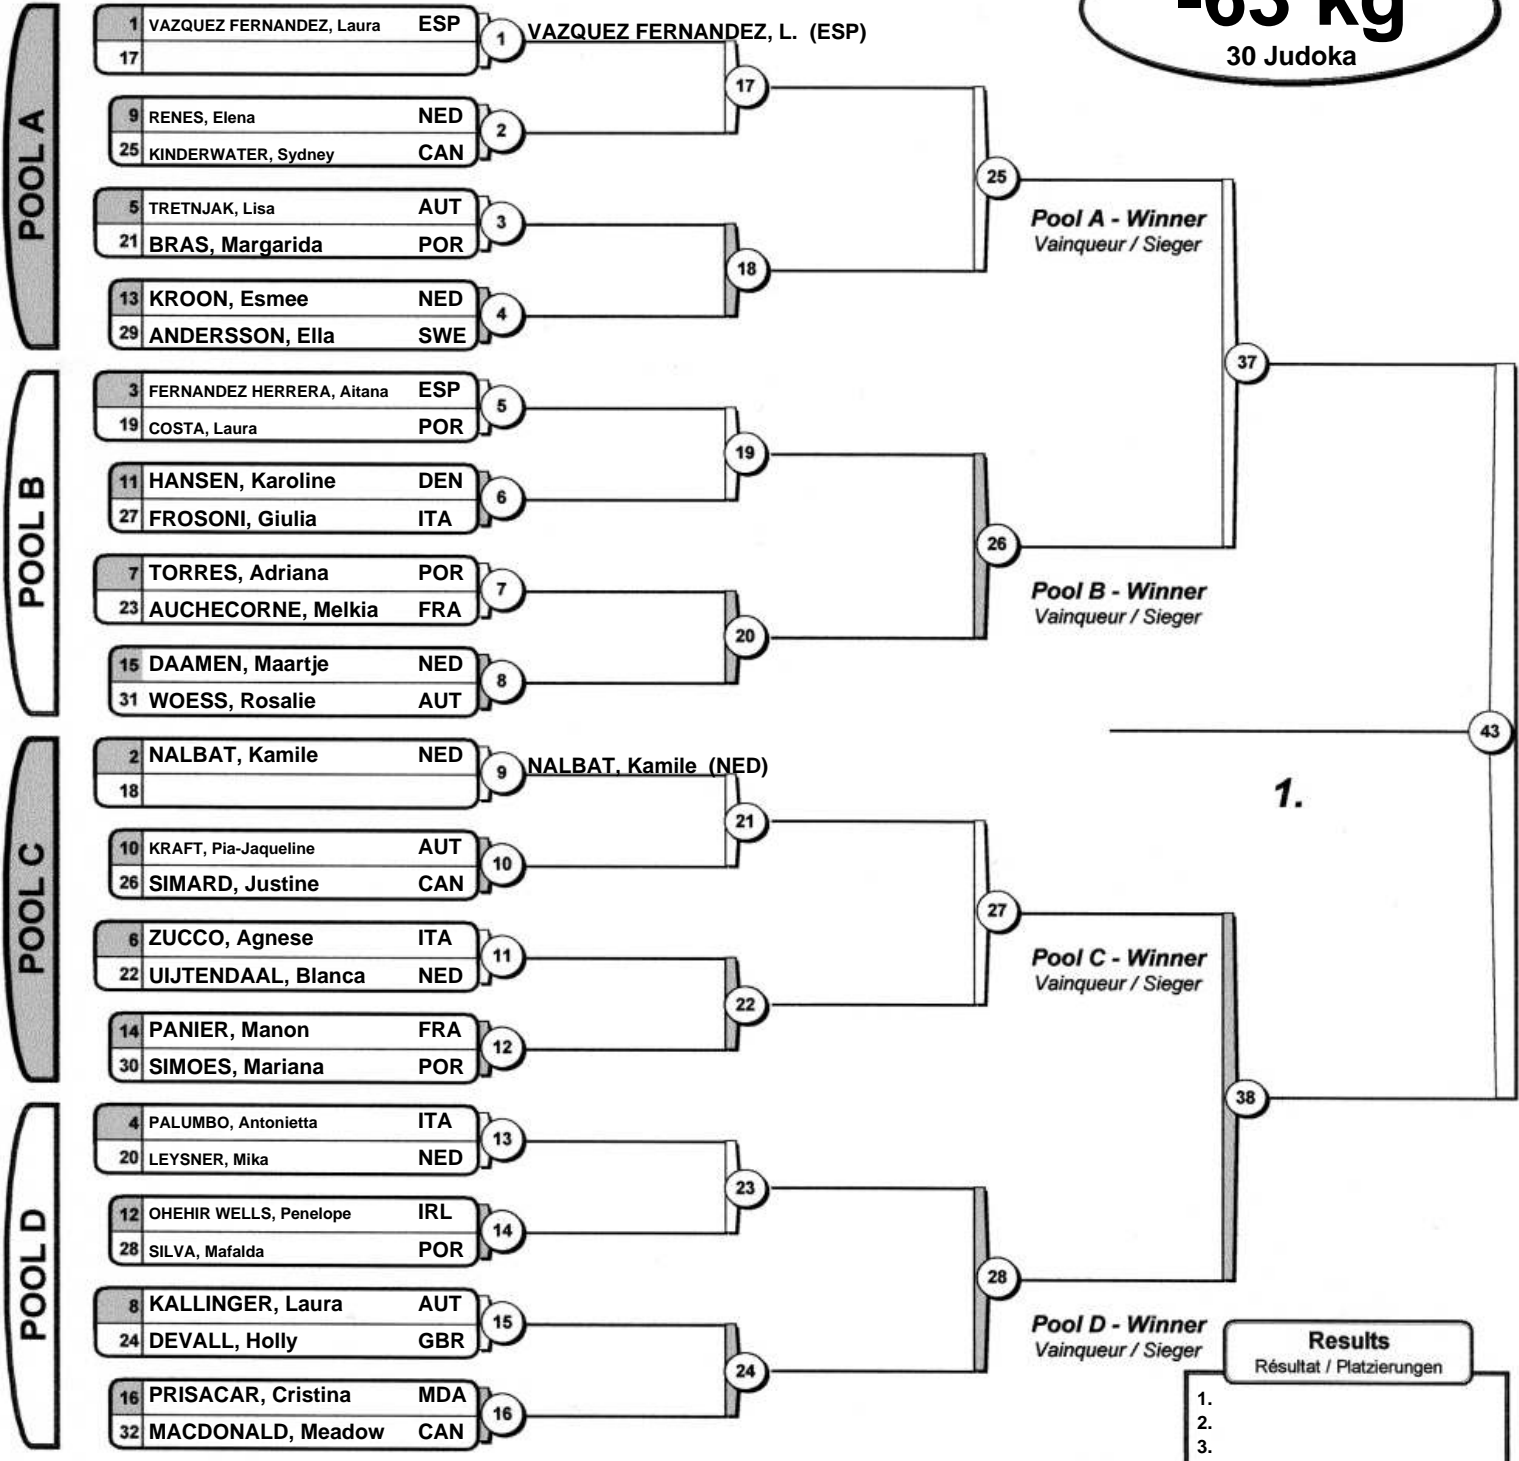 -63 kg
30 Judoka
POOL A
1 VAZQUEZ FERNANDEZ, Laura ESP
17
1 VAZQUEZ FERNANDEZ, L. (ESP)
17
9 RENES, Elena NED
25 KINDERWATER, Sydney CAN
2
25
5 TRETNJAK, Lisa AUT
21 BRAS, Margarida POR
3
Pool A - Winner
Vainqueur / Sieger
18
13 KROON, Esmee NED
29 ANDERSSON, Ella SWE
4
37
POOL B
3 FERNANDEZ HERRERA, Aitana ESP
19 COSTA, Laura POR
5
19
11 HANSEN, Karoline DEN
27 FROSONI, Giulia ITA
6
26
7 TORRES, Adriana POR
23 AUCHECORNE, Melkia FRA
7
Pool B - Winner
Vainqueur / Sieger
20
15 DAAMEN, Maartje NED
31 WOESS, Rosalie AUT
8
43
POOL C
2 NALBAT, Kamile NED
18
9 NALBAT, Kamile (NED)
1.
21
10 KRAFT, Pia-Jaqueline AUT
26 SIMARD, Justine CAN
10
27
6 ZUCCO, Agnese ITA
22 UIJTENDAAL, Blanca NED
11
Pool C - Winner
Vainqueur / Sieger
22
14 PANIER, Manon FRA
30 SIMOES, Mariana POR
12
38
POOL D
4 PALUMBO, Antonietta ITA
20 LEYSNER, Mika NED
13
23
12 OHEHIR WELLS, Penelope IRL
28 SILVA, Mafalda POR
14
28
8 KALLINGER, Laura AUT
24 DEVALL, Holly GBR
15
Pool D - Winner
Vainqueur / Sieger
24
16 PRISACAR, Cristina MDA
32 MACDONALD, Meadow CAN
16
Results
Résultat / Platzierungen
1.
2.
3.